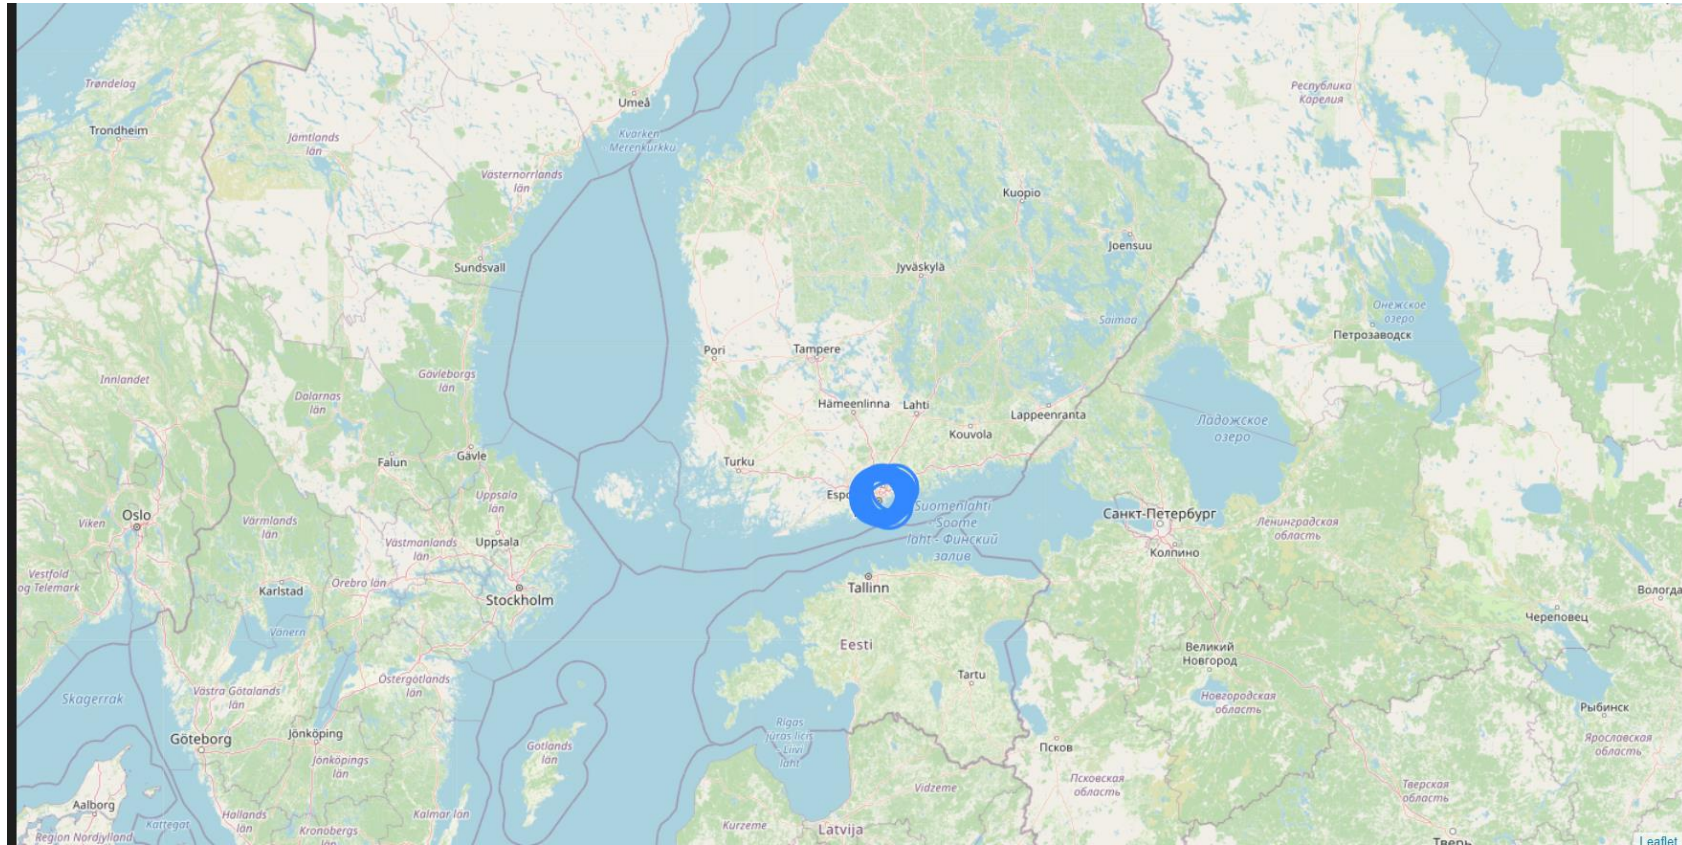 Trøndelag
Trondheim
Jämtlands
län
Umeå
Kvarken
Merenkurkku
Västernorrlands
län
Sundsvall
Республика
Карелия
Kuopio
Joensuu
Jyväskylä
Saimaa
Онежское
озеро
Петрозаводск
Pori
Tampere
Innlandet
Gävleborgs
län
Dalarnas
län
Hämeenlinna
Lahti
Lappeenranta
Kouvola
Ладожское
озеро
Falun
Gävle
Turku
Uppsala
län
Suomenlahti
- Soome
laht - Финский
залив
Oslo
Viken
Värmlands
län
Västmanlands
län
Uppsala
Санкт-Петербург
Колпино
Ленинградская
область
Vestfold
og Telemark
Karlstad
Örebro län
Stockholm
Tallinn
Вологда
Череповец
Vänern
Eesti
Великий
Новгород
Tartu
Skagerrak
Västra Götalands
län
Östergötlands
län
Новгородская
область
Рыбинск
Göteborg
Jönköping
Gotlands
län
Rīgas
jūras līcis
Liivi
laht
Псков
Ярославская
область
Jönköpings
län
Псковская
область
Тверская
область
Vidzeme
Aalborg
Hallands
län
Kalmar län
Kattegat
Kronobergs
län
Kurzeme
Latvija
Region Nordjylland
Тверь
Leaflet